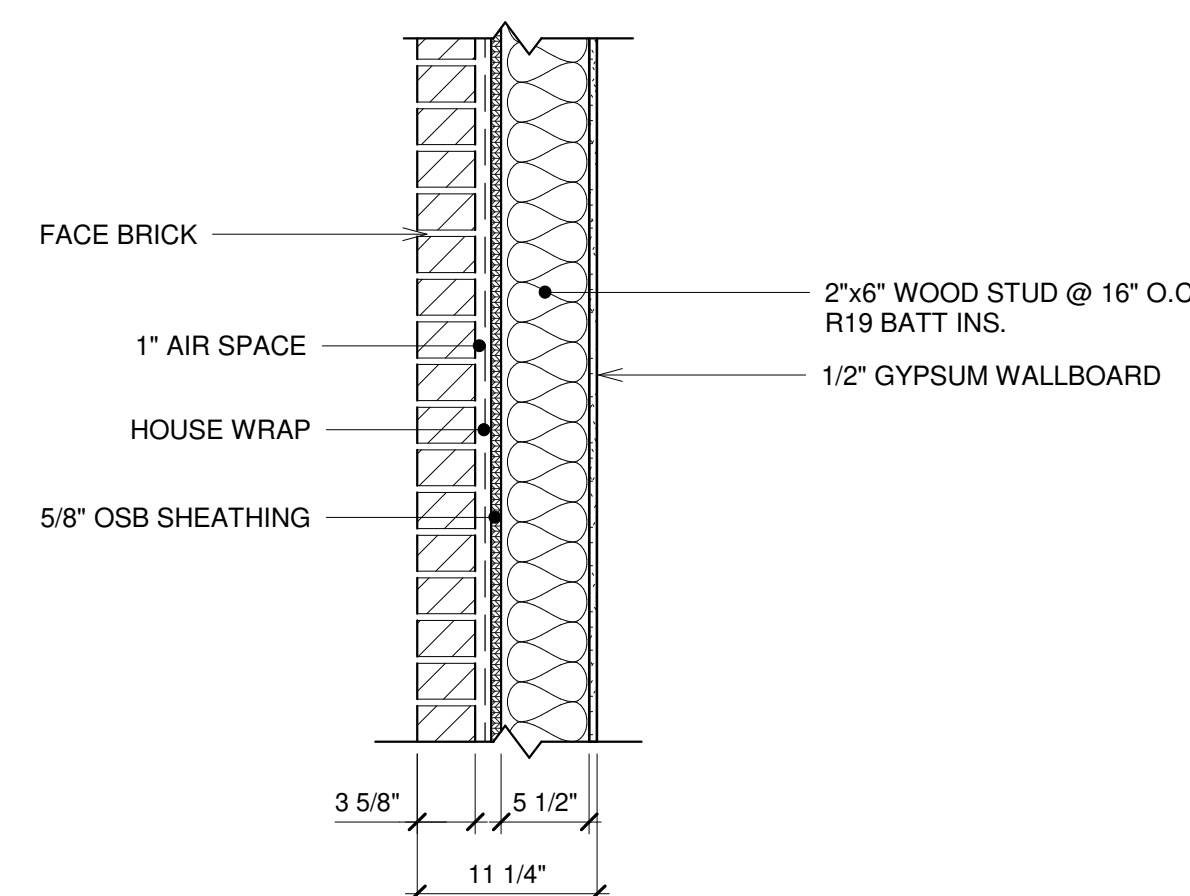 FACE BRICK
2"x6" WOOD STUD @ 16" O.C
R19 BATT INS.
1" AIR SPACE
1/2" GYPSUM WALLBOARD
HOUSE WRAP
5/8" OSB SHEATHING
3 5/8"
5 1/2"
11 1/4"